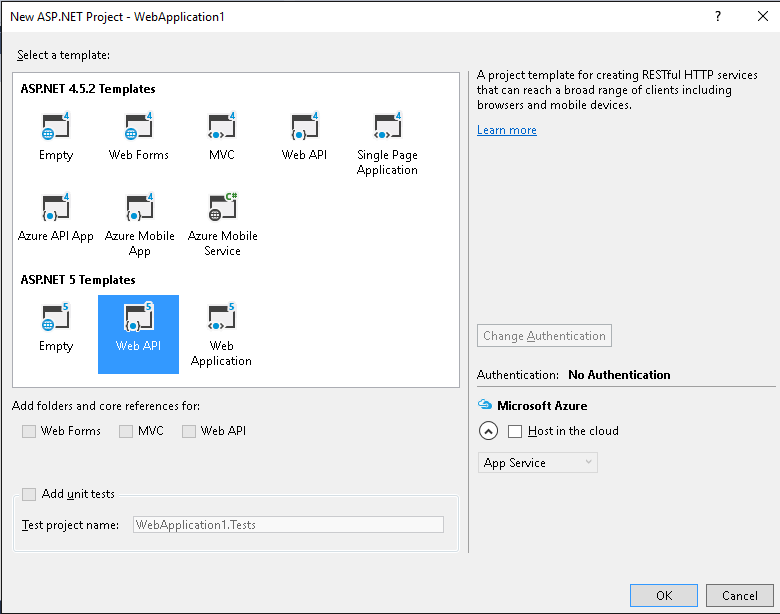 New ASP.NET Project - WebApplication1
?
Select a template:
ASP.NET 4.5.2 Templates
4 4 4 4 4
Empty Web Forms MVC Web API Single Page
Application
4 4 C#
Azure API App Azure Mobile Azure Mobile
App Service
ASP.NET 5 Templates
5 5 5
Empty Web API Web
Application
A project template for creating RESTful HTTP services
that can reach a broad range of clients including
browsers and mobile devices.
Learn more
Change Authentication
Authentication: No Authentication
Add folders and core references for:
Web Forms MVC Web API
Microsoft Azure
Host in the cloud
App Service
Add unit tests
Test project name: WebApplication1.Tests
OK Cancel